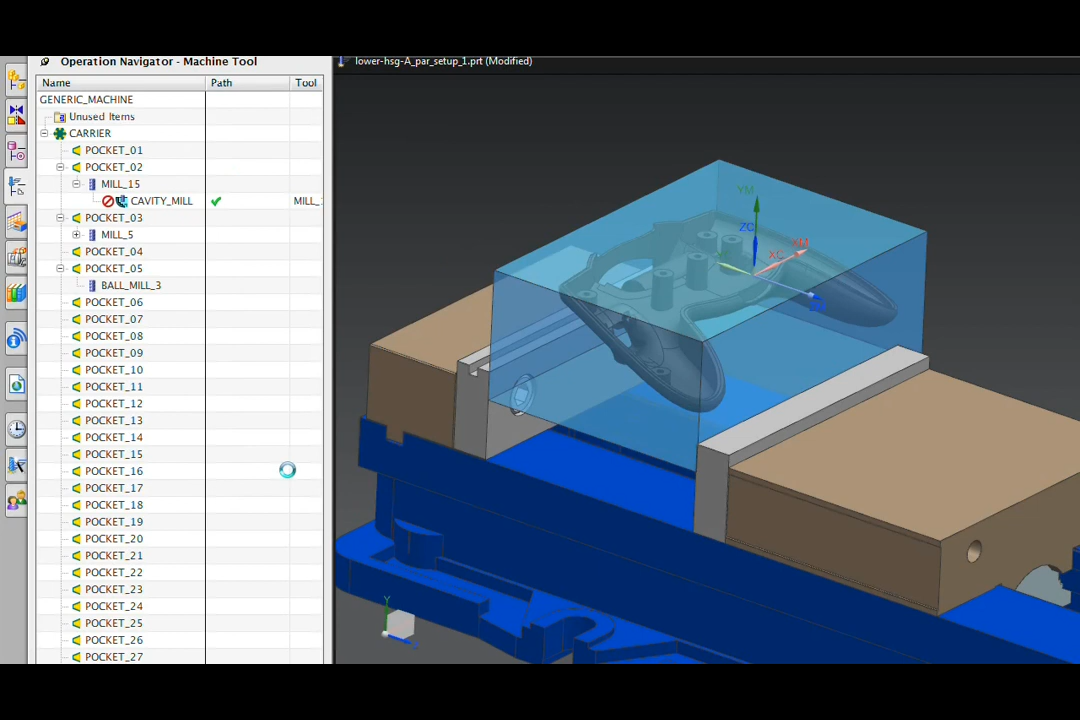 Operation Navigator - Machine Tool
lower-hsg-A_par_setup_1.prt (Modified)
Name Path Tool
GENERIC_MACHINE
Unused Items
CARRIER
POCKET_01
POCKET_02
MILL_15
CAVITY_MILL MILL_
POCKET_03
MILL_5
POCKET_04
POCKET_05
BALL_MILL_3
POCKET_06
POCKET_07
POCKET_08
POCKET_09
POCKET_10
POCKET_11
POCKET_12
POCKET_13
POCKET_14
POCKET_15
POCKET_16
POCKET_17
POCKET_18
POCKET_19
POCKET_20
POCKET_21
POCKET_22
POCKET_23
POCKET_24
POCKET_25
POCKET_26
POCKET_27
YM
ZC
XM
XC
Y